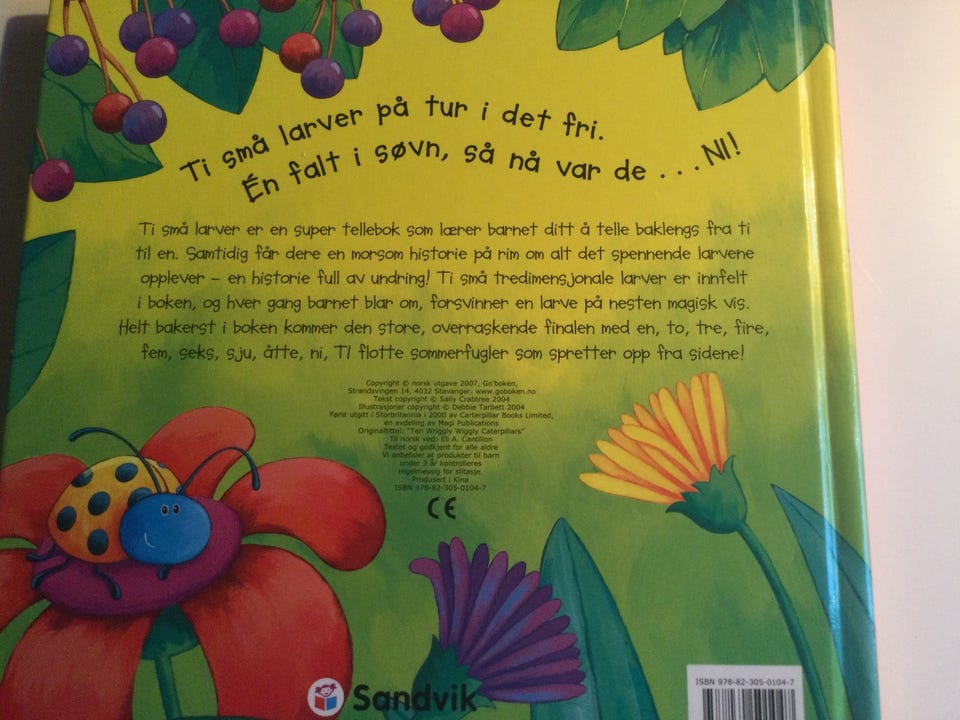 Ti små larver på tur i det fri.
Én falt i søvn, så nå var de . . . NI!
Ti små larver er en super tellebok som lærer barnet ditt å telle baklengs fra ti
til en. Samtidig får dere en morsom historie på rim om alt det spennende larvene
opplever – en historie full av undring! Ti små tredimensjonale larver er innfelt
i boken, og hver gang barnet blar om, forsvinner en larve på nesten magisk vis.
Helt bakerst i boken kommer den store, overraskende finalen med en, to, tre, fire,
fem, seks, sju, åtte, ni, TI flotte sommerfugler som spretter opp fra sidene!
Copyright © norsk utgave 2007, Go'boken,
Strandsvingen 14, 4032 Stavanger. www.goboken.no
Tekst copyright © Sally Crabtree 2004
Illustrasjoner copyright © Debbie Tarbett 2004
Først utgitt i Storbritannia i 2000 av Carterpillar Books Limited,
en avdeling av Magi Publications
Originaltittel: "Ten Wriggly Wiggly Caterpillars"
Til norsk ved: Eli A. Cantillon
Testet og godkjent for alle aldre
Vi anbefaler at produkter til barn
under 3 år kontrolleres
regelmessig for slitasje.
Produsert i Kina
ISBN 978-82-305-0104-7
CE
Sandvik
ISBN 978-82-305-0104-7